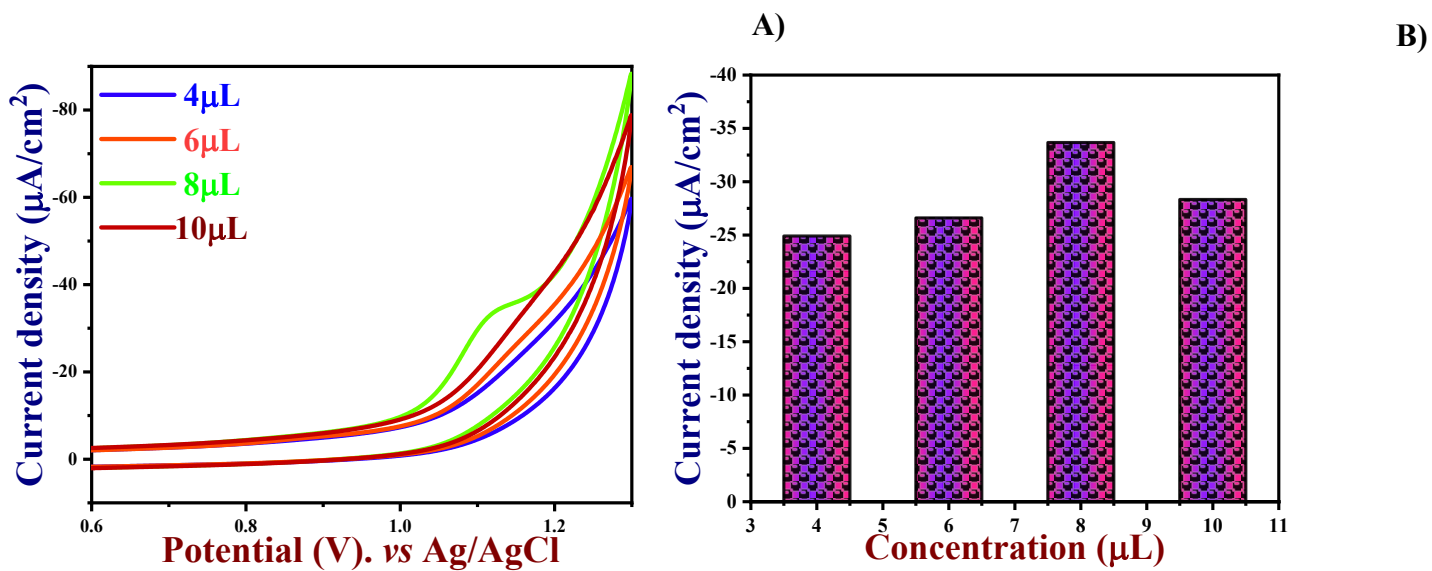 A)
B)
Current density (μA/cm²)
-80
-60
-40
-20
0
4μL
6μL
8μL
10μL
0.6
0.8
1.0
1.2
Potential (V). vs Ag/AgCl
Current density (μA/cm²)
-40
-35
-30
-25
-20
-15
-10
-5
0
3
4
5
6
7
8
9
10
11
Concentration (μL)